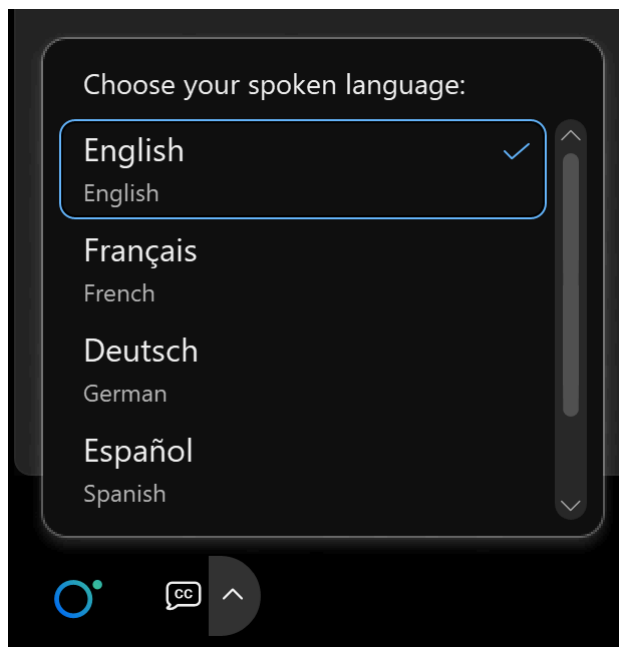 Choose your spoken language:
English
English
Français
French
Deutsch
German
Español
Spanish
CC